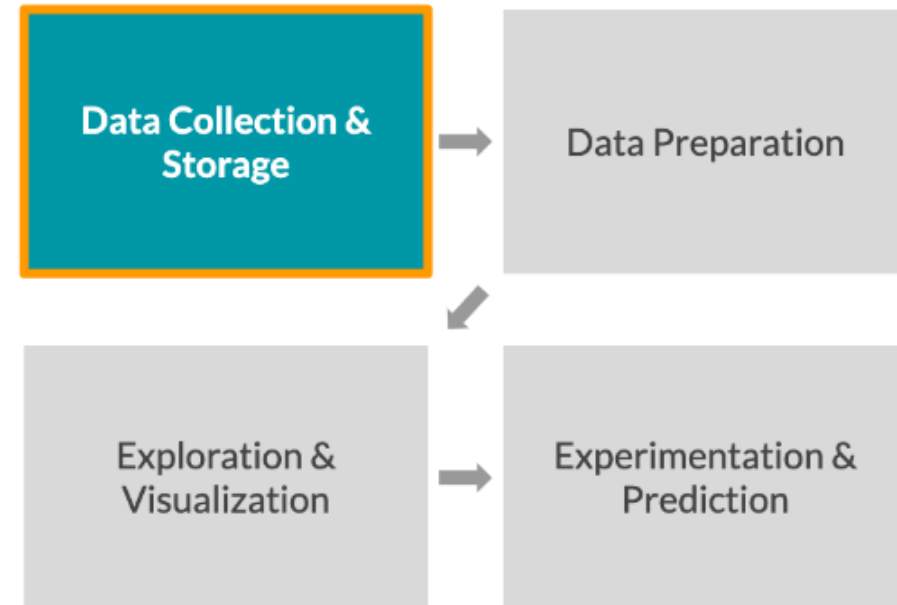 Data Collection &
Storage
Data Preparation
Exploration &
Visualization
Experimentation &
Prediction